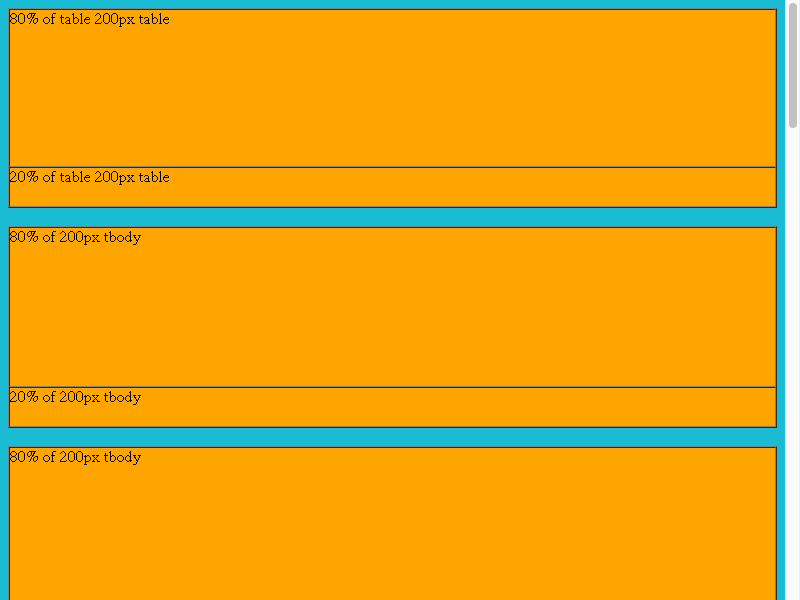 80% of table 200px table
20% of table 200px table
80% of 200px tbody
20% of 200px tbody
80% of 200px tbody